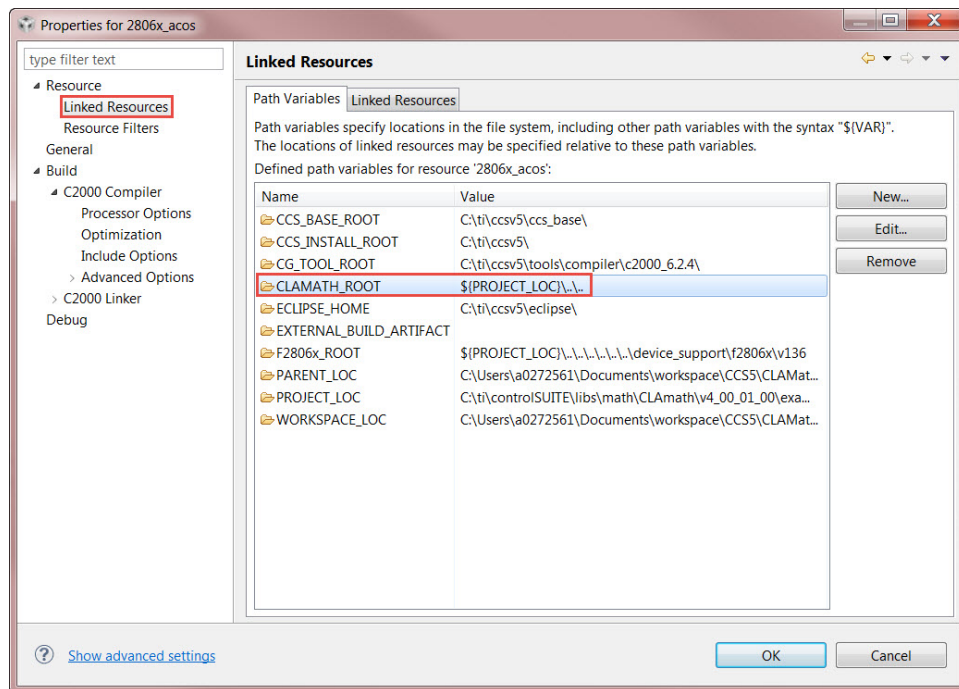 Properties for 2806x_acos
type filter text
Resource
Linked Resources
Resource Filters
General
Build
C2000 Compiler
Processor Options
Optimization
Include Options
Advanced Options
C2000 Linker
Debug
Show advanced settings
Linked Resources
Path Variables Linked Resources
Path variables specify locations in the file system, including other path variables with the syntax "${VAR}".
The locations of linked resources may be specified relative to these path variables.
Defined path variables for resource '2806x_acos':
Name Value
CCS_BASE_ROOT C:\ti\ccsv5\ccs_base\
CCS_INSTALL_ROOT C:\ti\ccsv5\
CG_TOOL_ROOT C:\ti\ccsv5\tools\compiler\c2000_6.2.4\
CLAMATH_ROOT ${PROJECT_LOC}\..\..
ECLIPSE_HOME C:\ti\ccsv5\eclipse\
EXTERNAL_BUILD_ARTIFACT
F2806x_ROOT ${PROJECT_LOC}\..\..\..\..\..\..\device_support\f2806x\v136
PARENT_LOC C:\Users\a0272561\Documents\workspace\CCS5\CLAMat...
PROJECT_LOC C:\ti\controlSUITE\libs\math\CLAmath\v4_00_01_00\exa...
WORKSPACE_LOC C:\Users\a0272561\Documents\workspace\CCS5\CLAMat...
New...
Edit...
Remove
OK Cancel